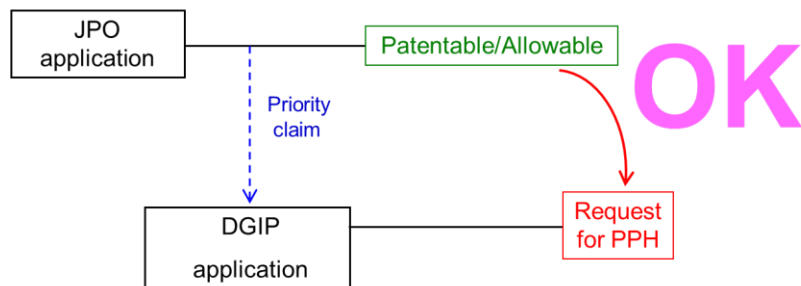 JPO
application
Patentable/Allowable
OK
Priority
claim
DGIP
application
Request
for PPH